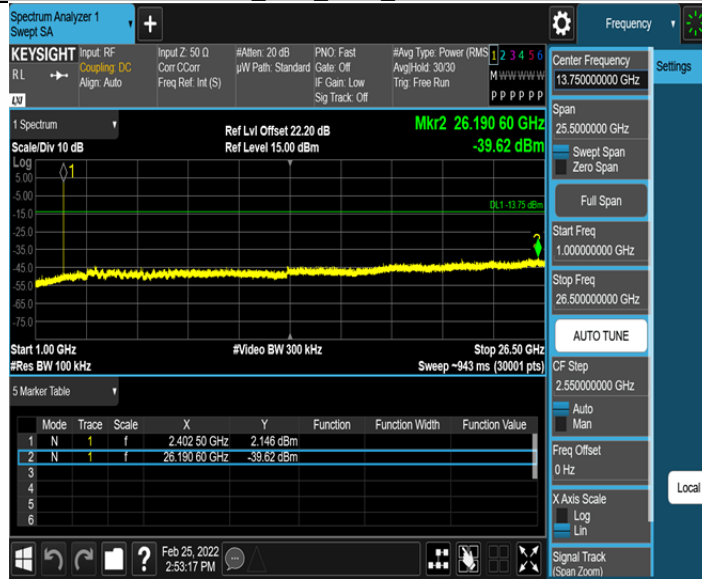 Spectrum Analyzer 1
Swept SA
Frequency
KEYSIGHT
RL
LXI
Input: RF
Coupling: DC
Align: Auto
Input Z: 50 Ω
Corr CCorr
Freq Ref: Int (S)
#Atten: 20 dB
µW Path: Standard
PNO: Fast
Gate: Off
IF Gain: Low
Sig Track: Off
#Avg Type: Power (RMS
Avg|Hold: 30/30
Trig: Free Run
1 2 3 4 5 6
M W W W W W
P P P P P P
Center Frequency
13.750000000 GHz
Settings
Span
25.5000000 GHz
Swept Span
Zero Span
Full Span
Start Freq
1.000000000 GHz
Stop Freq
26.500000000 GHz
AUTO TUNE
CF Step
2.550000000 GHz
Auto
Man
Freq Offset
0 Hz
X Axis Scale
Log
Lin
Signal Track
(Span Zoom)
Local
1 Spectrum
Scale/Div 10 dB
Ref Lvl Offset 22.20 dB
Ref Level 15.00 dBm
Mkr2 26.190 60 GHz
-39.62 dBm
Log
5.00
-5.00
-15.0
-25.0
-35.0
-45.0
-55.0
-65.0
-75.0
1
DL1 -13.75 dBm
2
Start 1.00 GHz
#Res BW 100 kHz
#Video BW 300 kHz
Stop 26.50 GHz
Sweep ~943 ms (30001 pts)
5 Marker Table
Mode Trace Scale X Y Function Function Width Function Value
1 N 1 f 2.402 50 GHz 2.146 dBm
2 N 1 f 26.190 60 GHz -39.62 dBm
3
4
5
6
?
Feb 25, 2022
2:53:17 PM